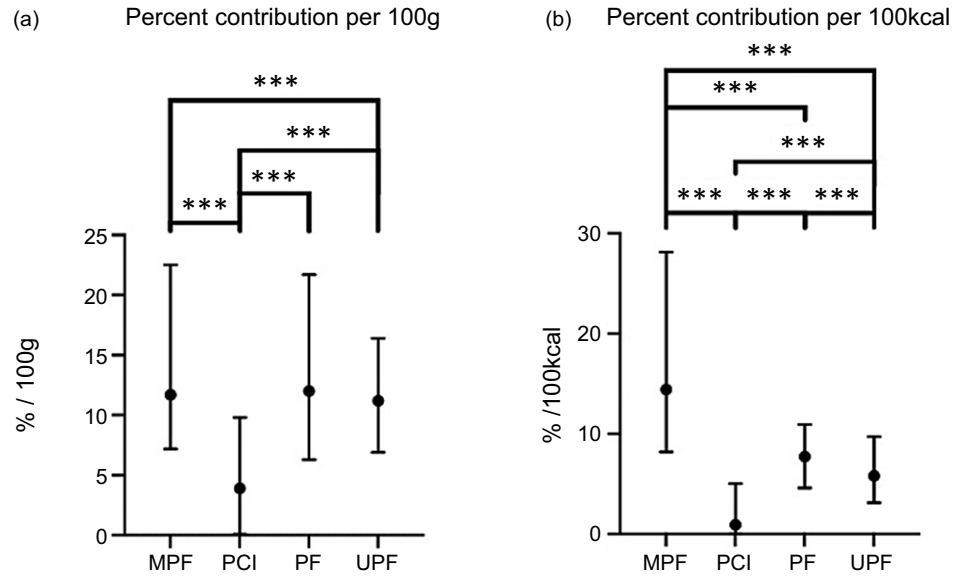 (a) Percent contribution per 100g
***
***
***
***
25
20
15
10
5
0
% / 100g
MPF PCI PF UPF
(b) Percent contribution per 100kcal
***
***
***
*** *** ***
30
20
10
0
% /100kcal
MPF PCI PF UPF